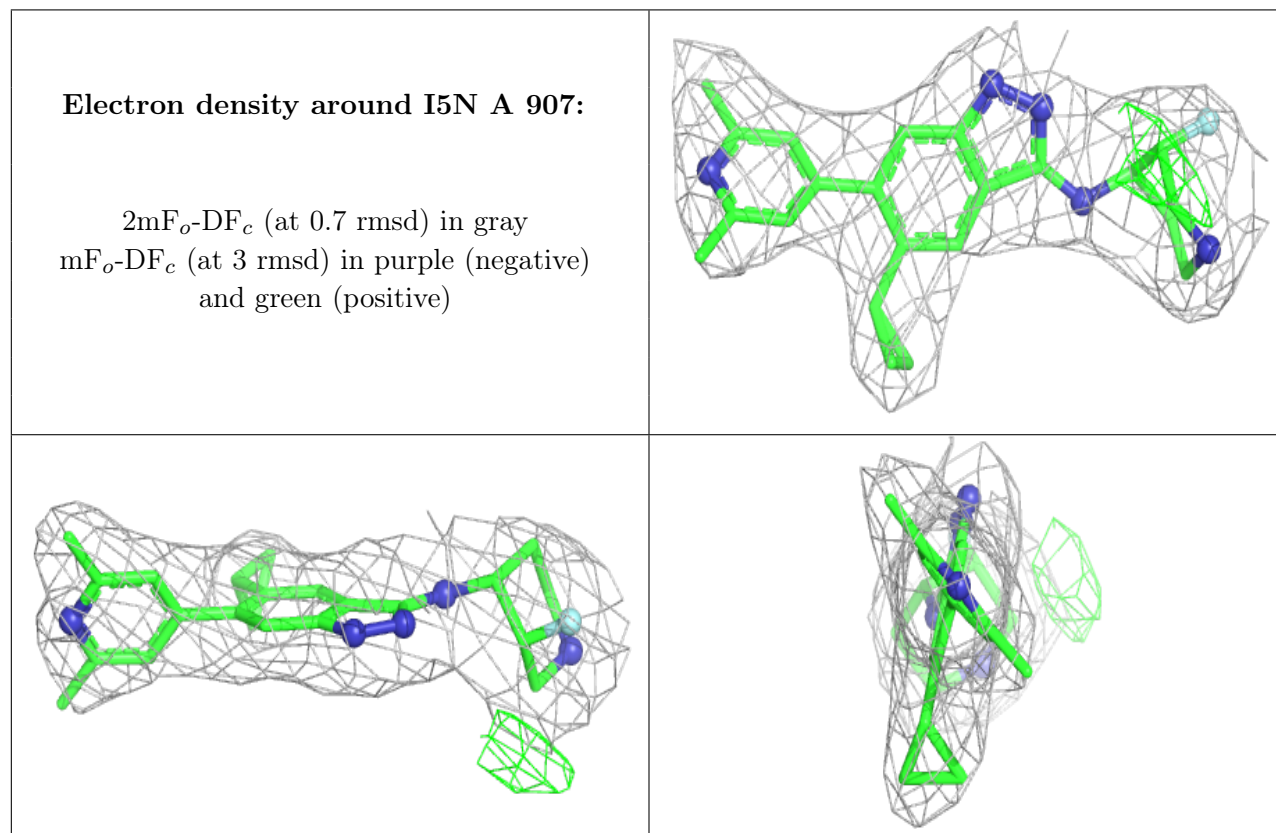 Electron density around I5N A 907:
2mFo-DFc (at 0.7 rmsd) in gray
mFo-DFc (at 3 rmsd) in purple (negative)
and green (positive)